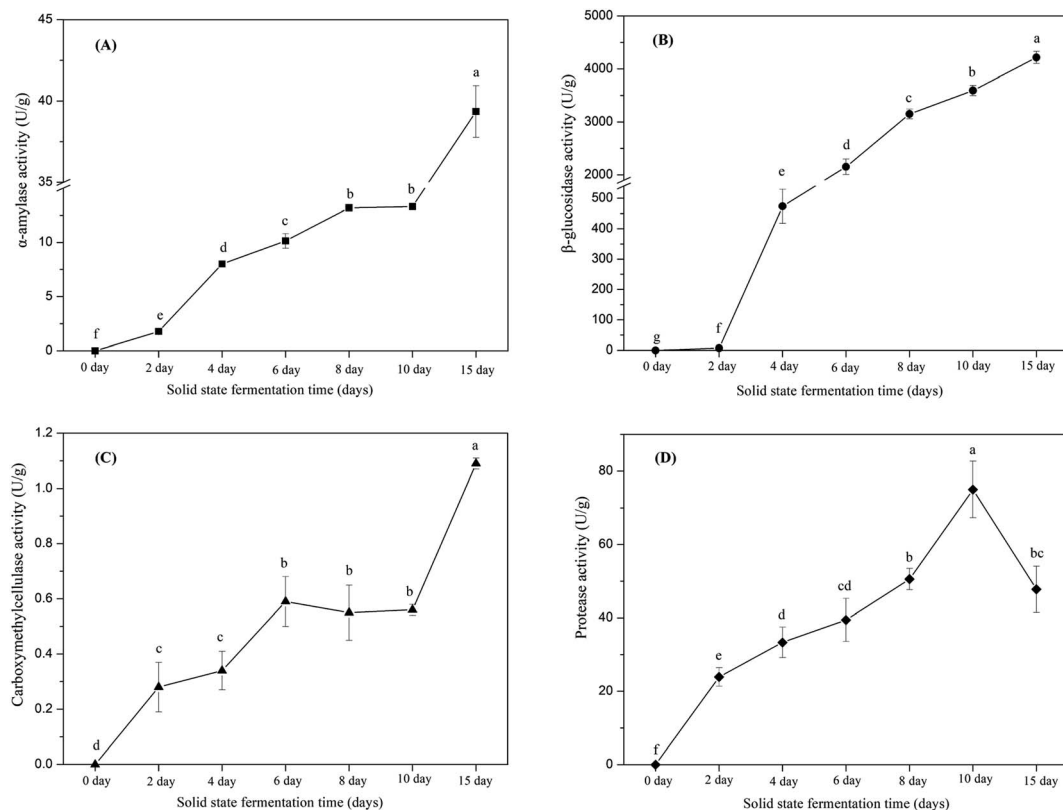 (A)
α-amylase activity (U/g)
45
40
35
10
5
0
f
e
d
c
b
b
a
0 day 2 day 4 day 6 day 8 day 10 day 15 day
Solid state fermentation time (days)
(B)
β-glucosidase activity (U/g)
5000
4000
3000
2000
500
400
300
200
100
0
g
f
e
d
c
b
a
0 day 2 day 4 day 6 day 8 day 10 day 15 day
Solid state fermentation time (days)
(C)
Carboxymethylcellulase activity (U/g)
1.2
1.0
0.8
0.6
0.4
0.2
0.0
d
c
c
b
b
b
a
0 day 2 day 4 day 6 day 8 day 10 day 15 day
Solid state fermentation time (days)
(D)
Protease activity (U/g)
80
60
40
20
0
f
e
d
cd
b
a
bc
0 day 2 day 4 day 6 day 8 day 10 day 15 day
Solid state fermentation time (days)